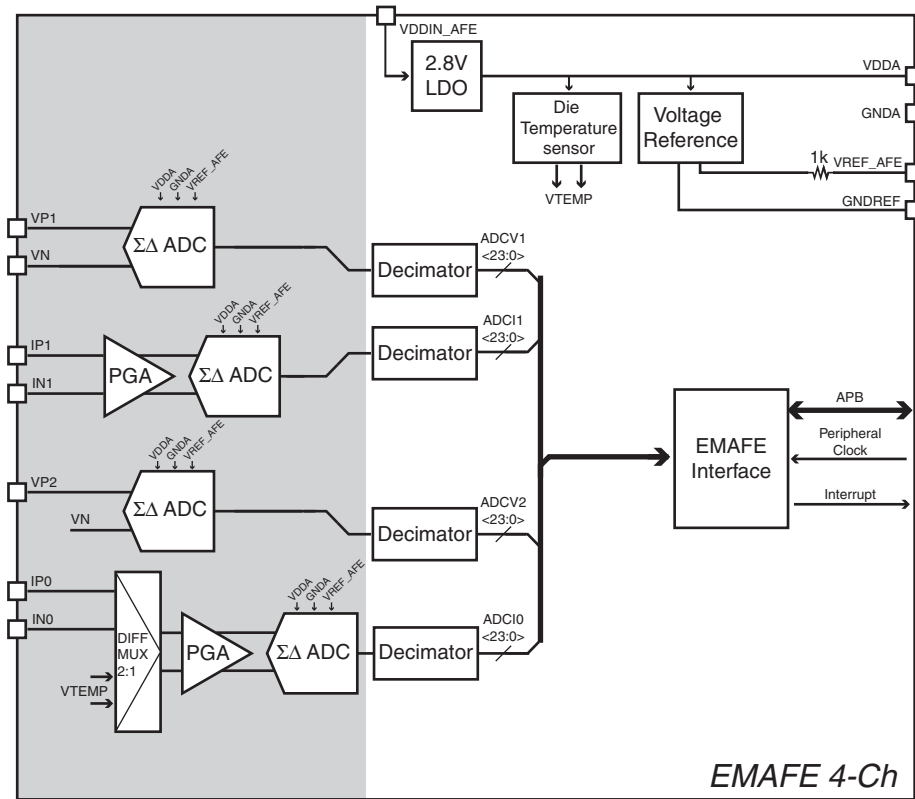 VDDIN_AFE
2.8V
LDO
VDDA
GNDA
Die
Temperature
sensor
VTEMP
Voltage
Reference
1k
VREF_AFE
GNDREF
VDDA
GNDA
VREF_AFE
VP1
VN
ΣΔ ADC
Decimator
ADCV1
<23:0>
VDDA
GNDA
VREF_AFE
IP1
IN1
PGA
ΣΔ ADC
Decimator
ADCI1
<23:0>
EMAFE
Interface
APB
Peripheral
Clock
Interrupt
VDDA
GNDA
VREF_AFE
VP2
VN
ΣΔ ADC
Decimator
ADCV2
<23:0>
VDDA
GNDA
VREF_AFE
IP0
IN0
DIFF
MUX
2:1
VTEMP
PGA
ΣΔ ADC
Decimator
ADCI0
<23:0>
EMAFE 4-Ch